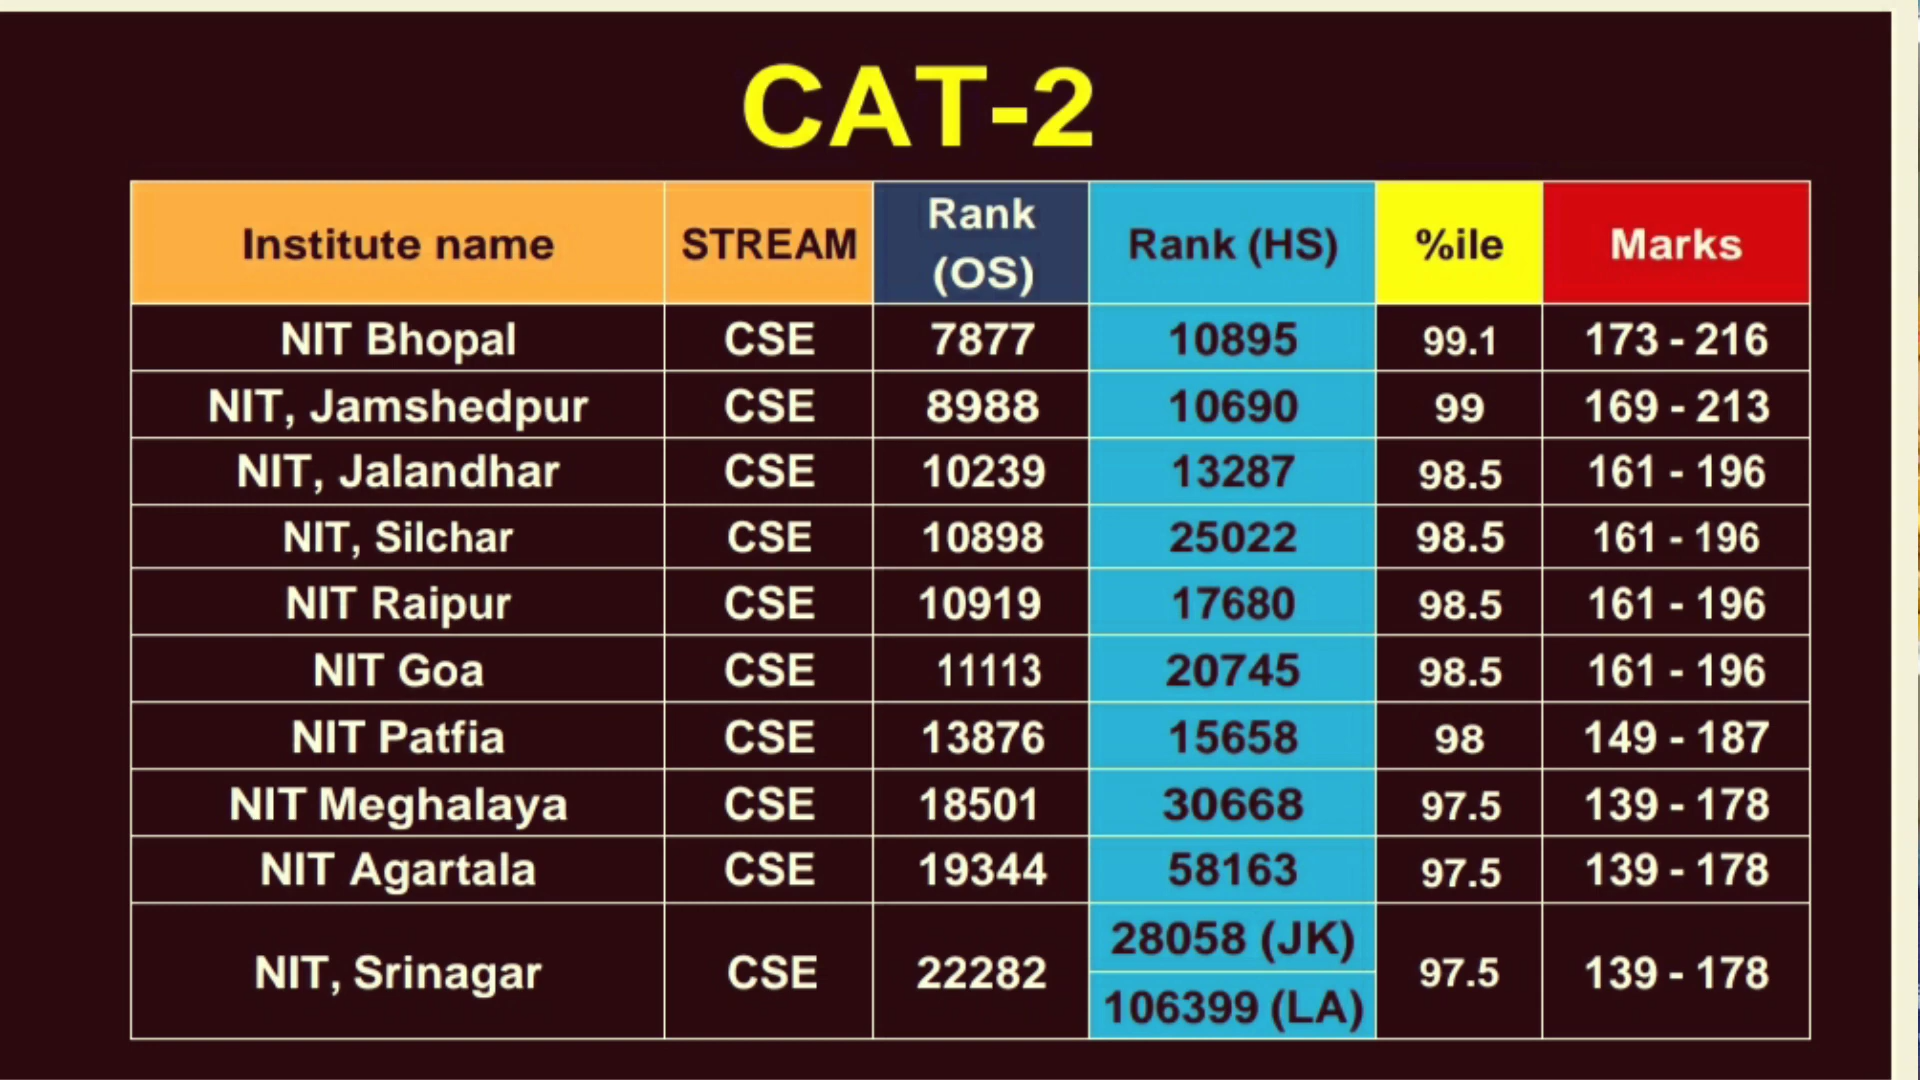 CAT-2
Institute name STREAM Rank (OS) Rank (HS) %ile Marks
NIT Bhopal CSE 7877 10895 99.1 173 - 216
NIT, Jamshedpur CSE 8988 10690 99 169 - 213
NIT, Jalandhar CSE 10239 13287 98.5 161 - 196
NIT, Silchar CSE 10898 25022 98.5 161 - 196
NIT Raipur CSE 10919 17680 98.5 161 - 196
NIT Goa CSE 11113 20745 98.5 161 - 196
NIT Patfia CSE 13876 15658 98 149 - 187
NIT Meghalaya CSE 18501 30668 97.5 139 - 178
NIT Agartala CSE 19344 58163 97.5 139 - 178
NIT, Srinagar CSE 22282 28058 (JK) 97.5 139 - 178
106399 (LA)